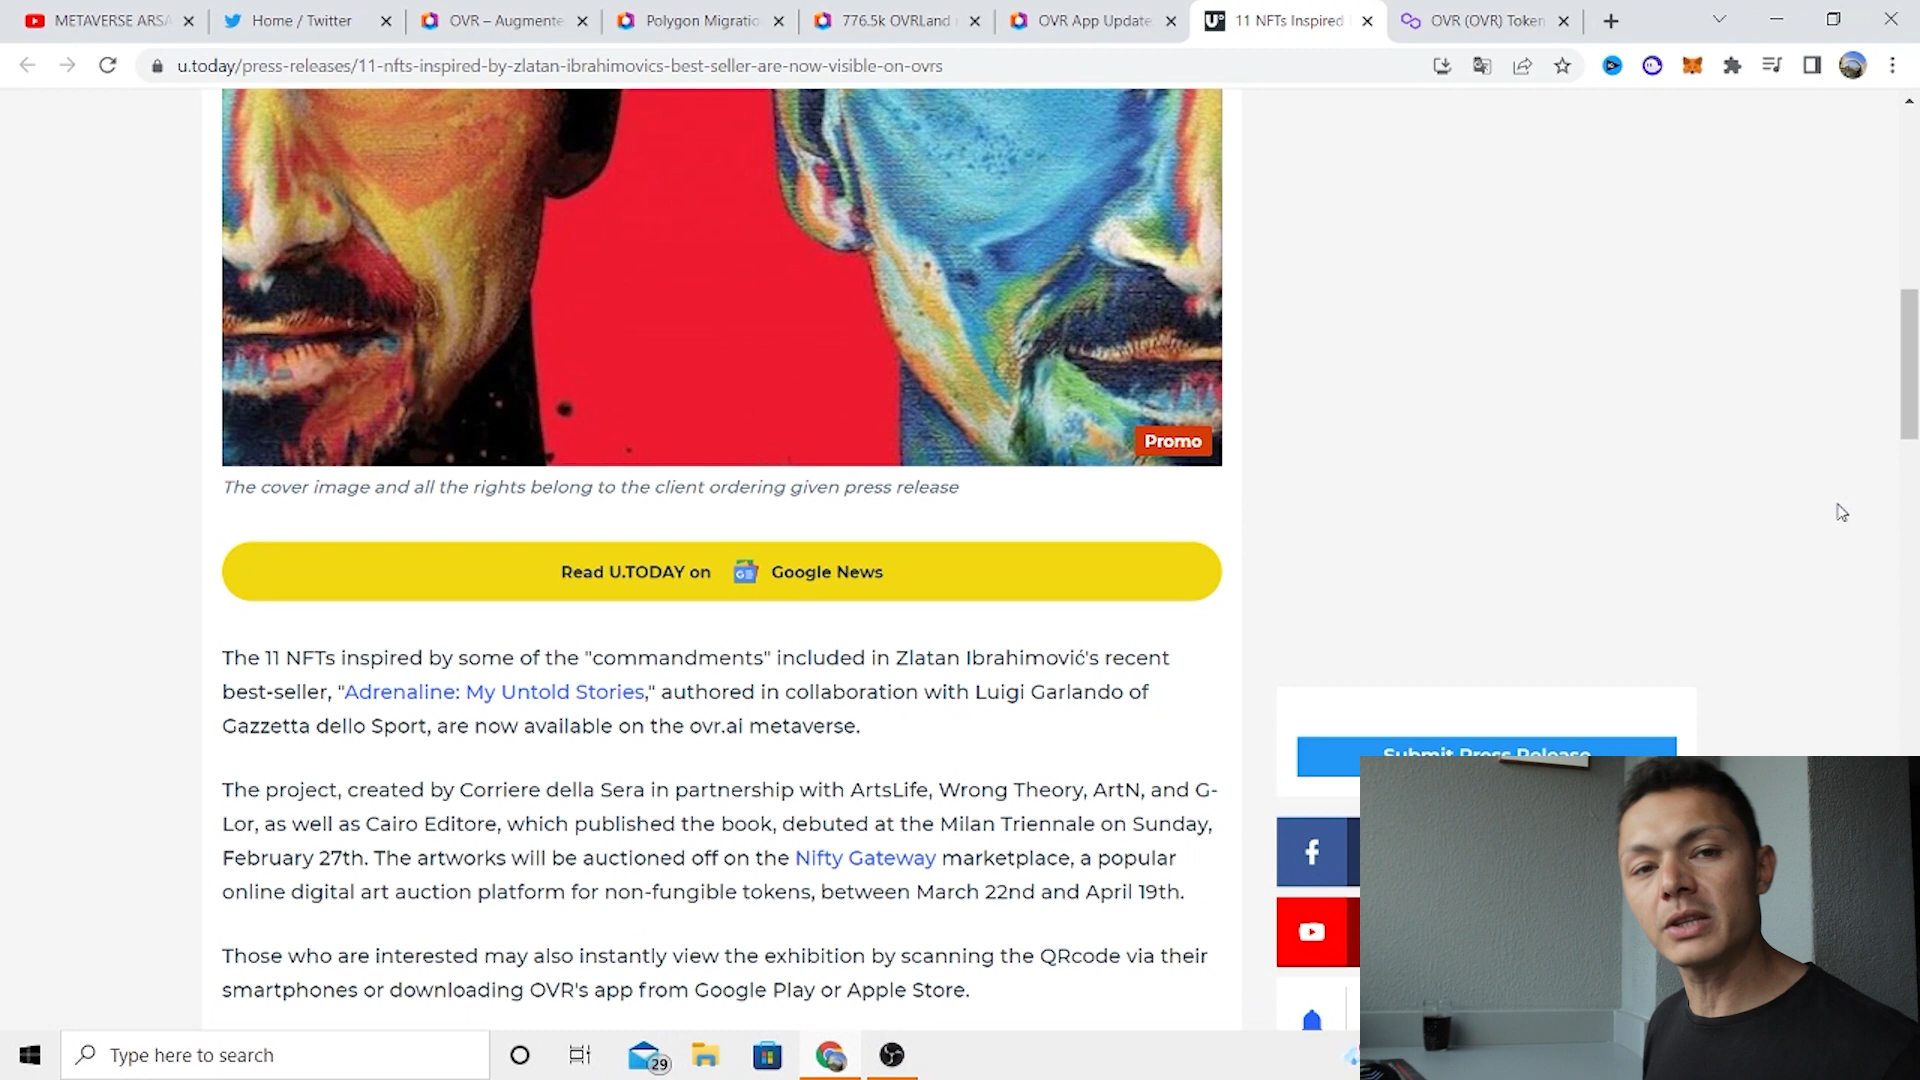 METAVERSE ARSA
Home / Twitter
OVR – Augmente
Polygon Migratio
776.5k OVRLand
OVR App Update
11 NFTs Inspired
OVR (OVR) Token
u.today/press-releases/11-nfts-inspired-by-zlatan-ibrahimovics-best-seller-are-now-visible-on-ovrs
Promo
The cover image and all the rights belong to the client ordering given press release
Read U.TODAY on Google News
The 11 NFTs inspired by some of the "commandments" included in Zlatan Ibrahimović's recent
best-seller, "Adrenaline: My Untold Stories," authored in collaboration with Luigi Garlando of
Gazzetta dello Sport, are now available on the ovr.ai metaverse.
Submit Press Release
The project, created by Corriere della Sera in partnership with ArtsLife, Wrong Theory, ArtN, and G-
Lor, as well as Cairo Editore, which published the book, debuted at the Milan Triennale on Sunday,
February 27th. The artworks will be auctioned off on the Nifty Gateway marketplace, a popular
online digital art auction platform for non-fungible tokens, between March 22nd and April 19th.
Those who are interested may also instantly view the exhibition by scanning the QRcode via their
smartphones or downloading OVR's app from Google Play or Apple Store.
Type here to search
29